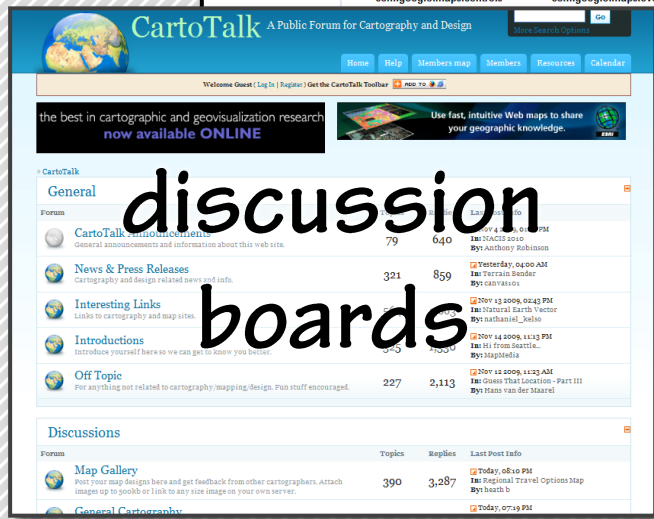 CartoTalk A Public Forum for Cartography and Design
Go
More Search Options
Home Help Members map Members Resources Calendar
Welcome Guest ( Log In | Register ) Get the CartoTalk Toolbar ADD TO
the best in cartographic and geovisualization research
now available ONLINE
Use fast, intuitive Web maps to share
your geographic knowledge.
ESRI
» CartoTalk
General
discussion
boards
Forum Topics Replies Last Post Info
CartoTalk Announcements
General announcements and information about this web site.
79 640
Nov 4 2009, PM
In: NACIS 2010
By: Anthony Robinson
News & Press Releases
Cartography and design related news and info.
321 859
Yesterday, 04:00 AM
In: Terrain Bender
By: canvas101
Interesting Links
Links to cartography and map sites.
Nov 13 2009, 02:43 PM
In: Natural Earth Vector
By: nathaniel_kelso
Introductions
Introduce yourself here so we can get to know you better.
Nov 14 2009, 11:13 PM
In: Hi from Seattle...
By: MapMedia
Off Topic
For anything not related to cartography/mapping/design. Fun stuff encouraged.
227 2,113
Nov 12 2009, 11:23 AM
In: Guess That Location - Part III
By: Hans van der Maarel
Discussions
Forum Topics Replies Last Post Info
Map Gallery
Post your map designs here and get feedback from other cartographers. Attach
images up to 500kb or link to any size image on your own server.
390 3,287
Today, 08:10 PM
In: Regional Travel Options Map
By: heath b
General Cartography
Today, 07:19 PM